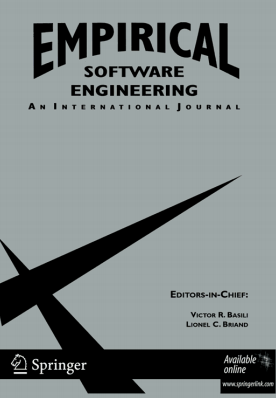 EMPIRICAL
SOFTWARE
ENGINEERING
AN INTERNATIONAL JOURNAL
EDITORS-IN-CHIEF:
VICTOR R. BASILI
LIONEL C. BRIAND
Springer
Available
online
www.springerlink.com